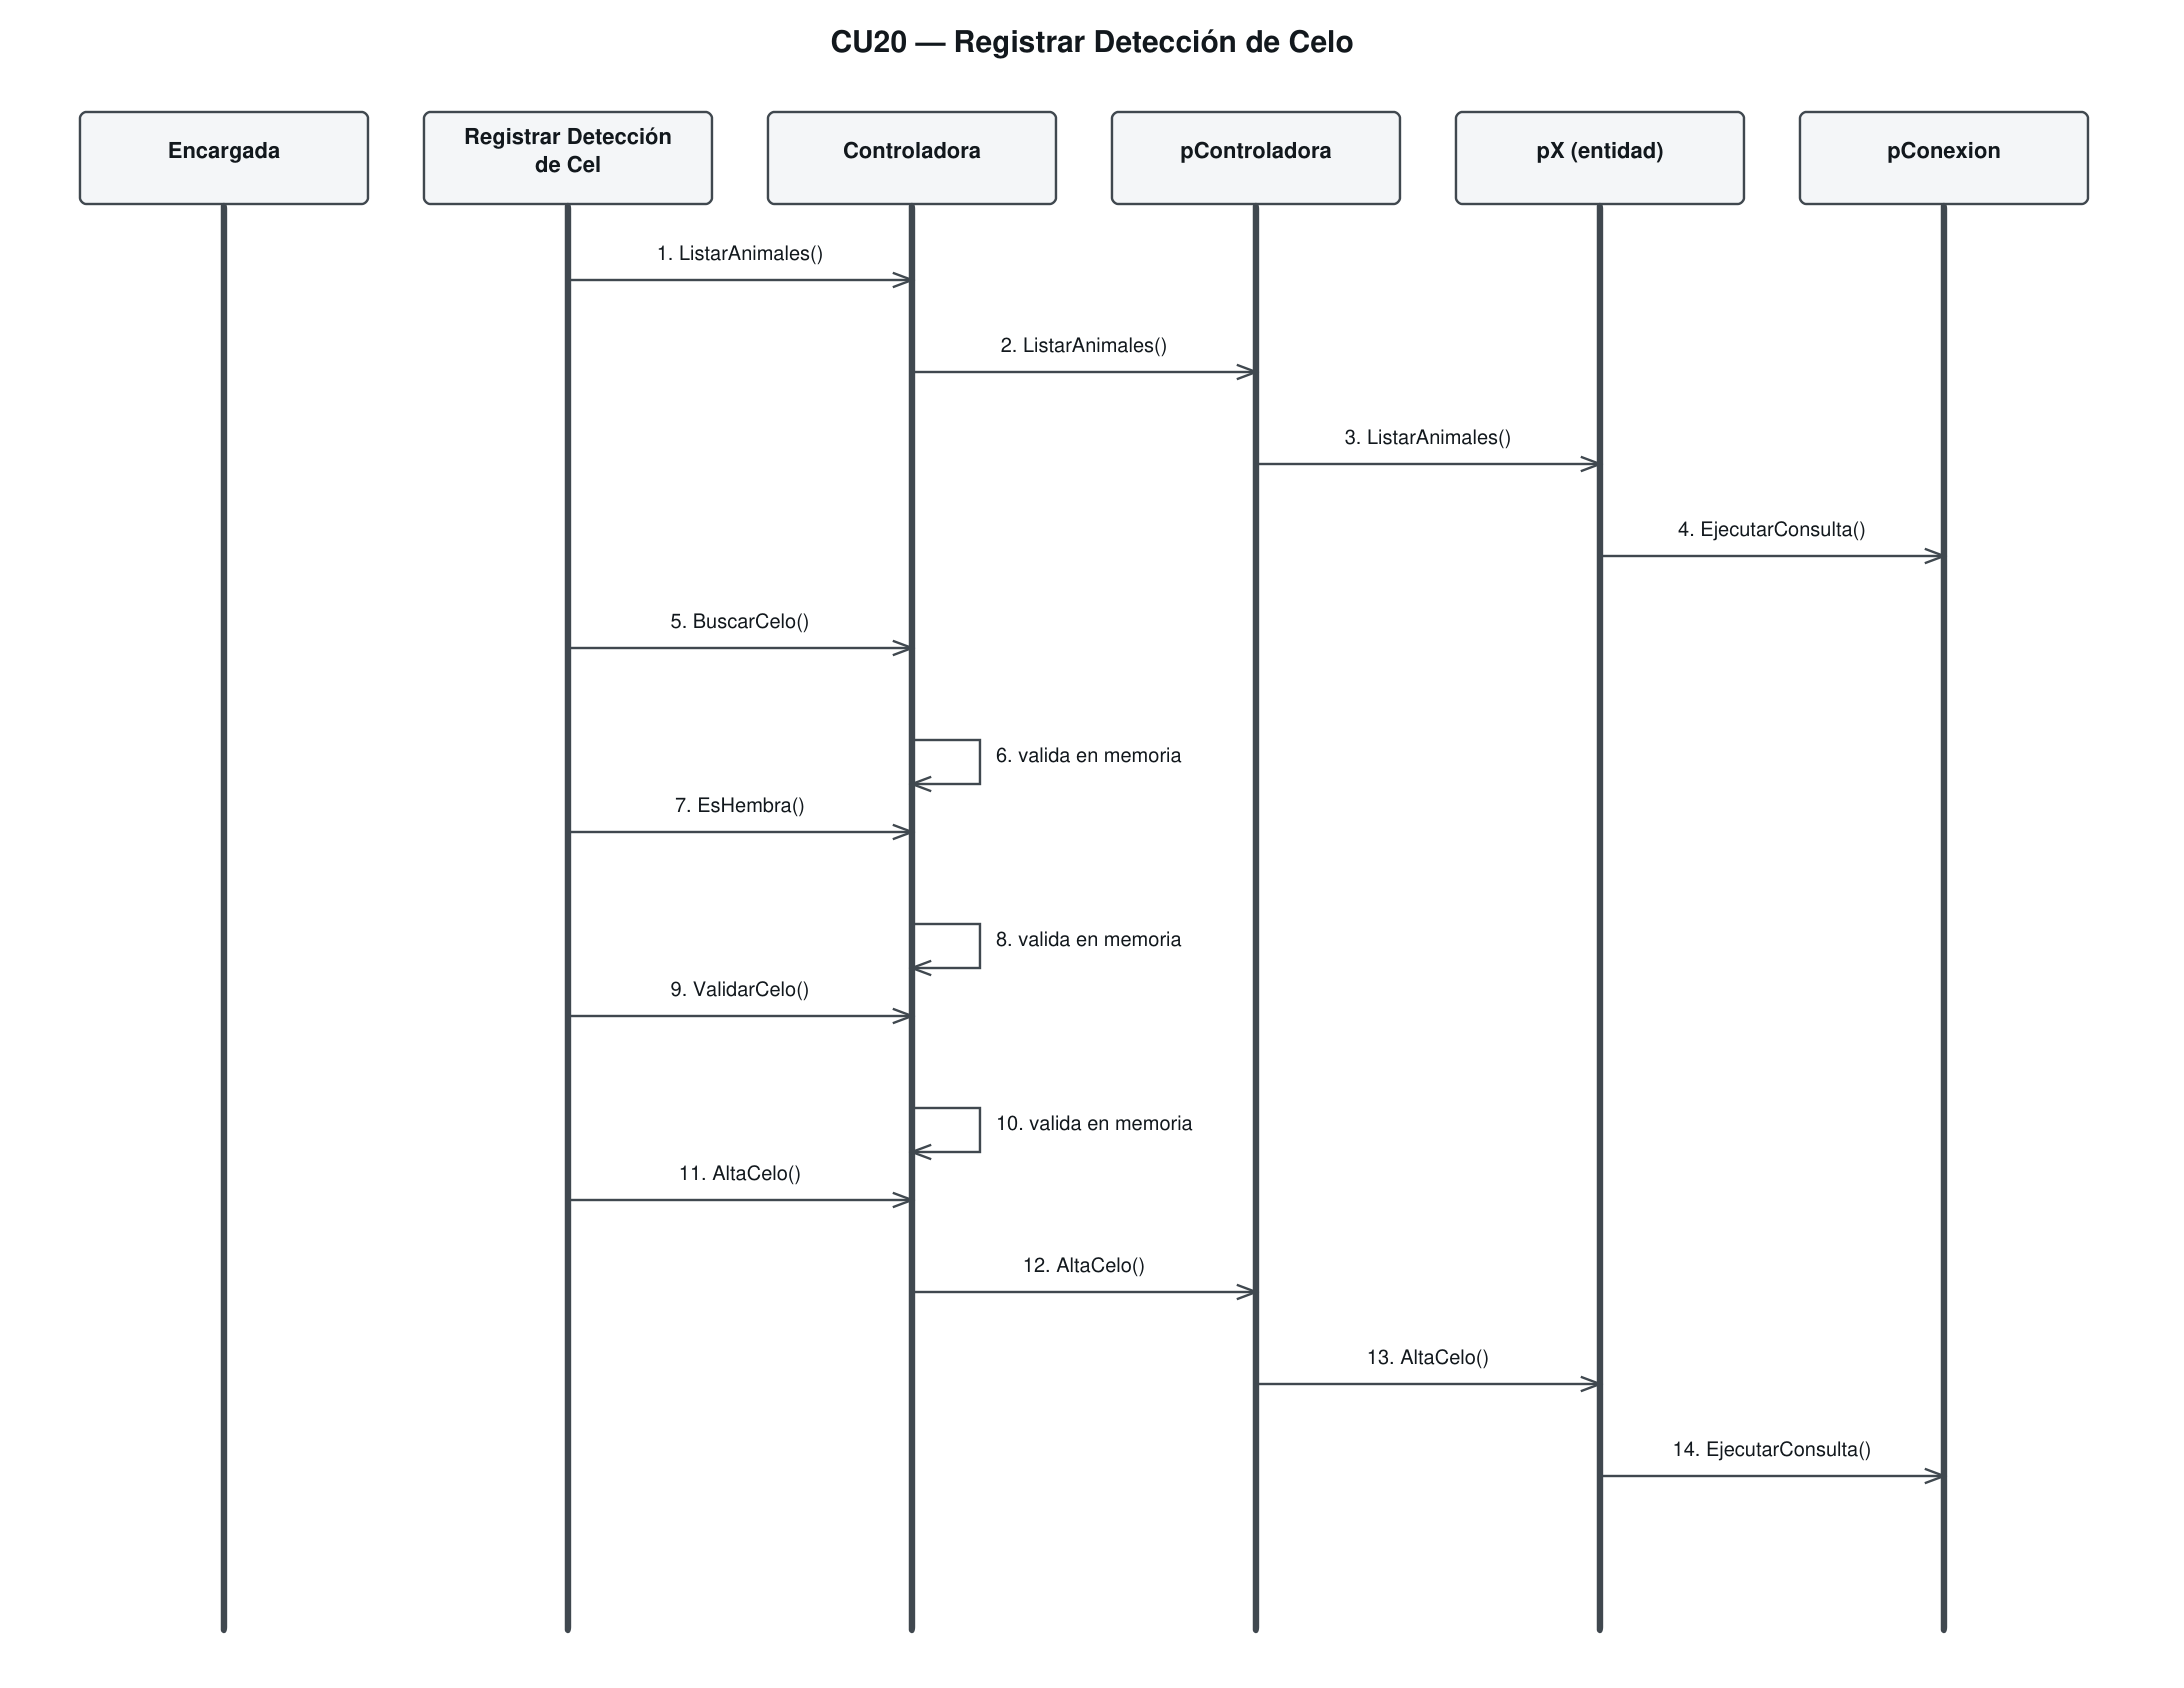 CU20 — Registrar Detección de Celo
Encargada
Registrar Detección
de Cel
Controladora
pControladora
pX (entidad)
pConexion
1. ListarAnimales()
2. ListarAnimales()
3. ListarAnimales()
4. EjecutarConsulta()
5. BuscarCelo()
6. valida en memoria
7. EsHembra()
8. valida en memoria
9. ValidarCelo()
10. valida en memoria
11. AltaCelo()
12. AltaCelo()
13. AltaCelo()
14. EjecutarConsulta()